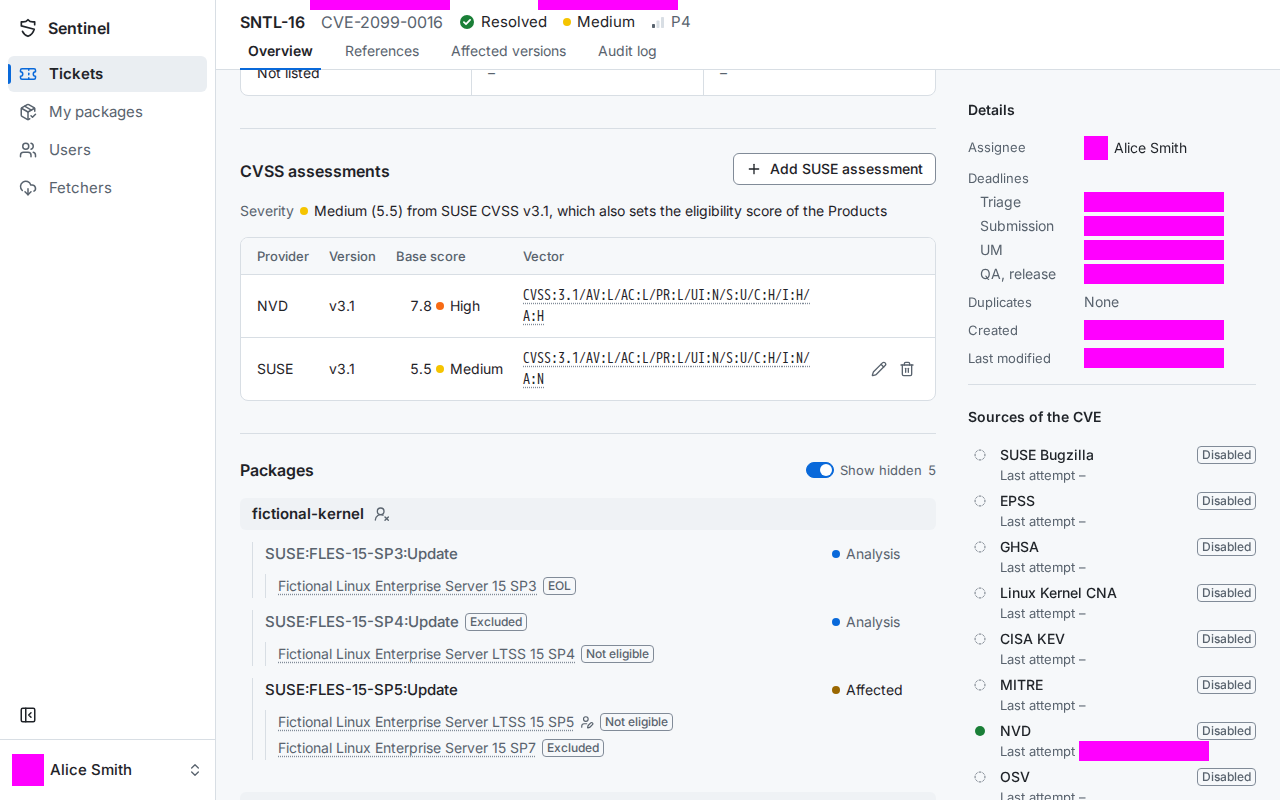 Sentinel
Tickets
My packages
Users
Fetchers
Alice Smith
SNTL-16 CVE-2099-0016 Resolved Medium P4
Overview References Affected versions Audit log
Not listed – –
CVSS assessments
Add SUSE assessment
Severity Medium (5.5) from SUSE CVSS v3.1, which also sets the eligibility score of the Products
Provider Version Base score Vector
NVD v3.1 7.8 High CVSS:3.1/AV:L/AC:L/PR:L/UI:N/S:U/C:H/I:H/
A:H
SUSE v3.1 5.5 Medium CVSS:3.1/AV:L/AC:L/PR:L/UI:N/S:U/C:H/I:N/
A:N
Packages
Show hidden 5
fictional-kernel
SUSE:FLES-15-SP3:Update Analysis
Fictional Linux Enterprise Server 15 SP3 EOL
SUSE:FLES-15-SP4:Update Excluded Analysis
Fictional Linux Enterprise Server LTSS 15 SP4 Not eligible
SUSE:FLES-15-SP5:Update Affected
Fictional Linux Enterprise Server LTSS 15 SP5 Not eligible
Fictional Linux Enterprise Server 15 SP7 Excluded
Details
Assignee Alice Smith
Deadlines
Triage
Submission
UM
QA, release
Duplicates None
Created
Last modified
Sources of the CVE
SUSE Bugzilla Disabled
Last attempt –
EPSS Disabled
Last attempt –
GHSA Disabled
Last attempt –
Linux Kernel CNA Disabled
Last attempt –
CISA KEV Disabled
Last attempt –
MITRE Disabled
Last attempt –
NVD Disabled
Last attempt
OSV Disabled
Last attempt –